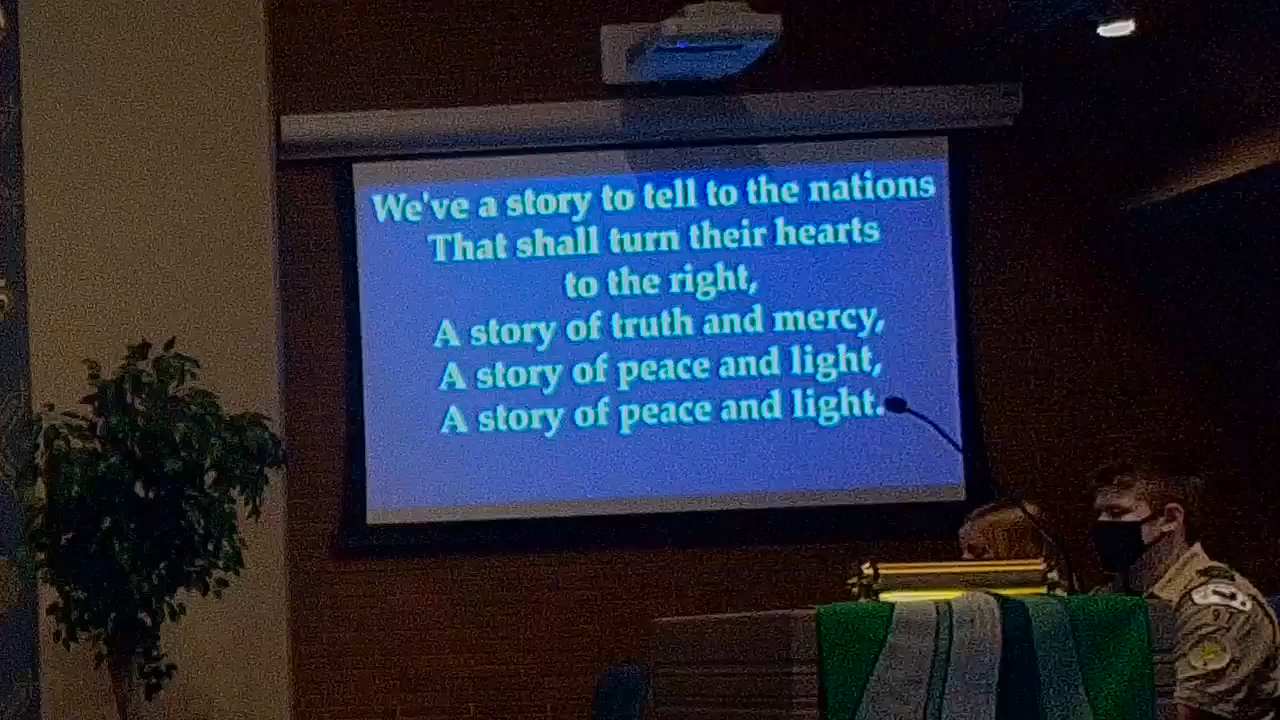 We've a story to tell to the nations
That shall turn their hearts
to the right,
A story of truth and mercy,
A story of peace and light,
A story of peace and light.
97